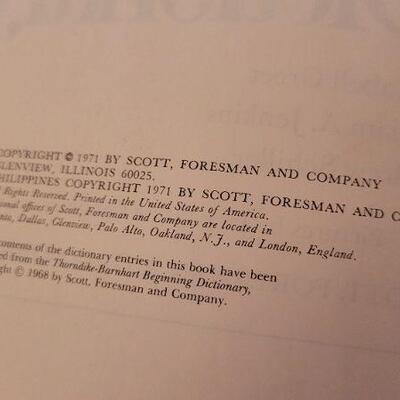 COPYRIGHT © 1971 BY SCOTT, FORESMAN AND COMPANY
GLENVIEW, ILLINOIS 60025.
PHILIPPINES COPYRIGHT 1971 BY SCOTT, FORESMAN AND
Rights Reserved. Printed in the United States of America.
offices of Scott, Foresman and Company are located in
Dallas, Glenview, Palo Alto, Oakland, N.J., and London, England.
contents of the dictionary entries in this book have been
from the Thorndike-Barnhart Beginning Dictionary,
© 1968 by Scott, Foresman and Company.